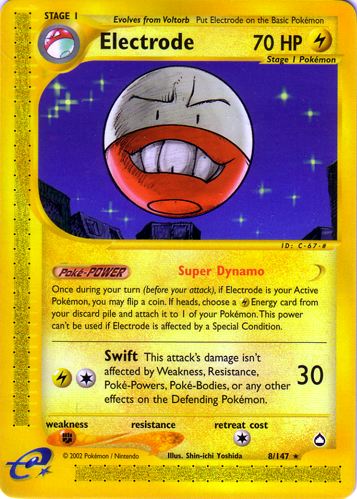 STAGE 1
Evolves from Voltorb Put Electrode on the Basic Pokémon
Electrode 70 HP
Stage 1 Pokémon
ID: C-67-#
Poké-POWER Super Dynamo
Once during your turn (before your attack), if Electrode is your Active
Pokémon, you may flip a coin. If heads, choose a Energy card from
your discard pile and attach it to 1 of your Pokémon. This power
can't be used if Electrode is affected by a Special Condition.
Swift This attack's damage isn't
affected by Weakness, Resistance,
Poké-Powers, Poké-Bodies, or any other
effects on the Defending Pokémon.
30
weakness resistance retreat cost
e
© 2002 Pokémon / Nintendo Illus. Shin-ichi Yoshida 8/147 ★